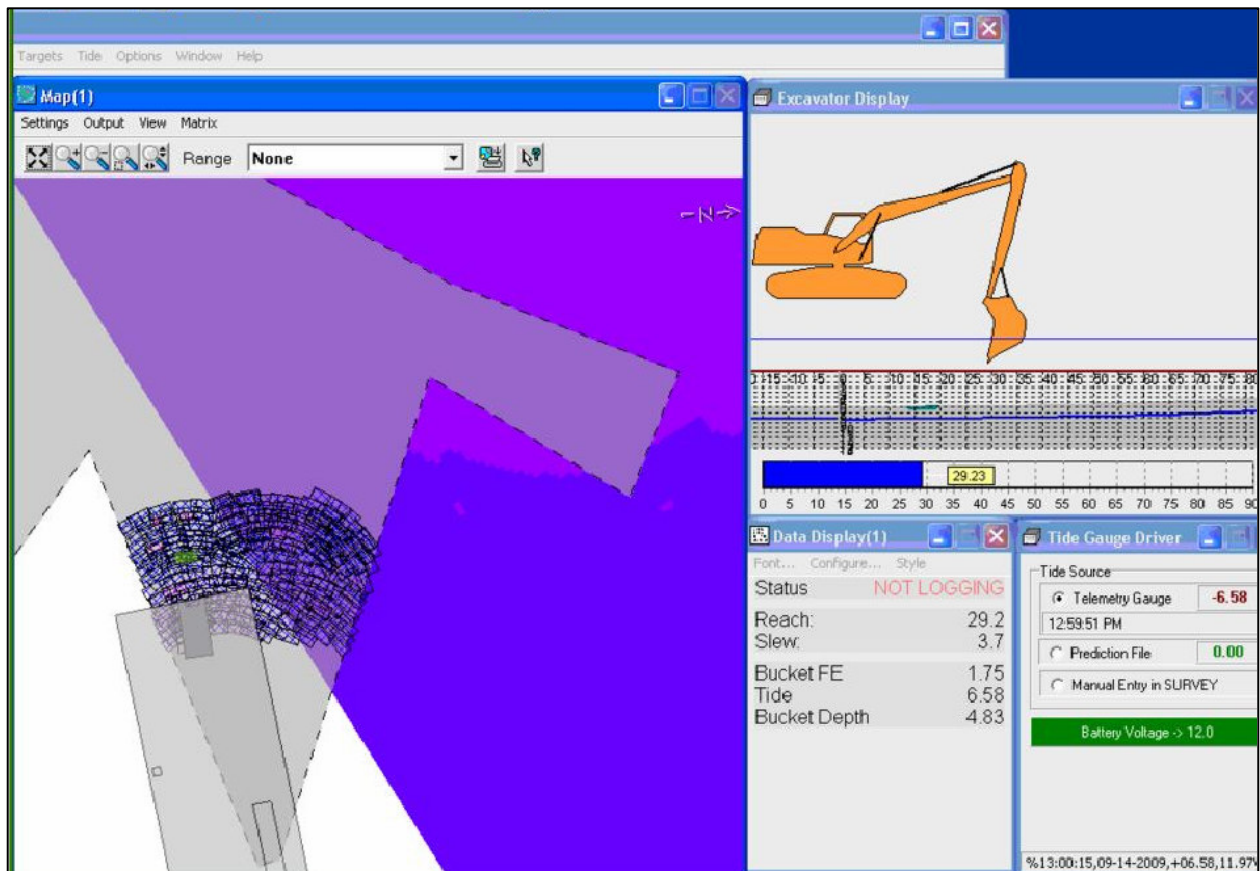 Targets Tide Options Window Help
Map(1)
Settings Output View Matrix
Range None
N
Excavator Display
29.23
0 5 10 15 20 25 30 35 40 45 50 55 60 65 70 75 80 85 90
Data Display(1)
Font... Configure... Style
Status NOT LOGGING
Reach: 29.2
Slew: 3.7
Bucket FE 1.75
Tide 6.58
Bucket Depth -4.83
Tide Gauge Driver
Tide Source
Telemetry Gauge -6.58
12:59:51 PM
Prediction File 0.00
Manual Entry in SURVEY
Battery Voltage -> 12.0
%13:00:15,09-14-2009,+06.58,11.97V